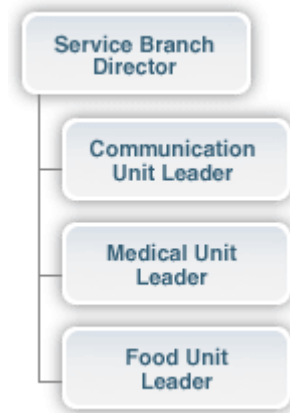 Service Branch
Director
Communication
Unit Leader
Medical Unit
Leader
Food Unit
Leader